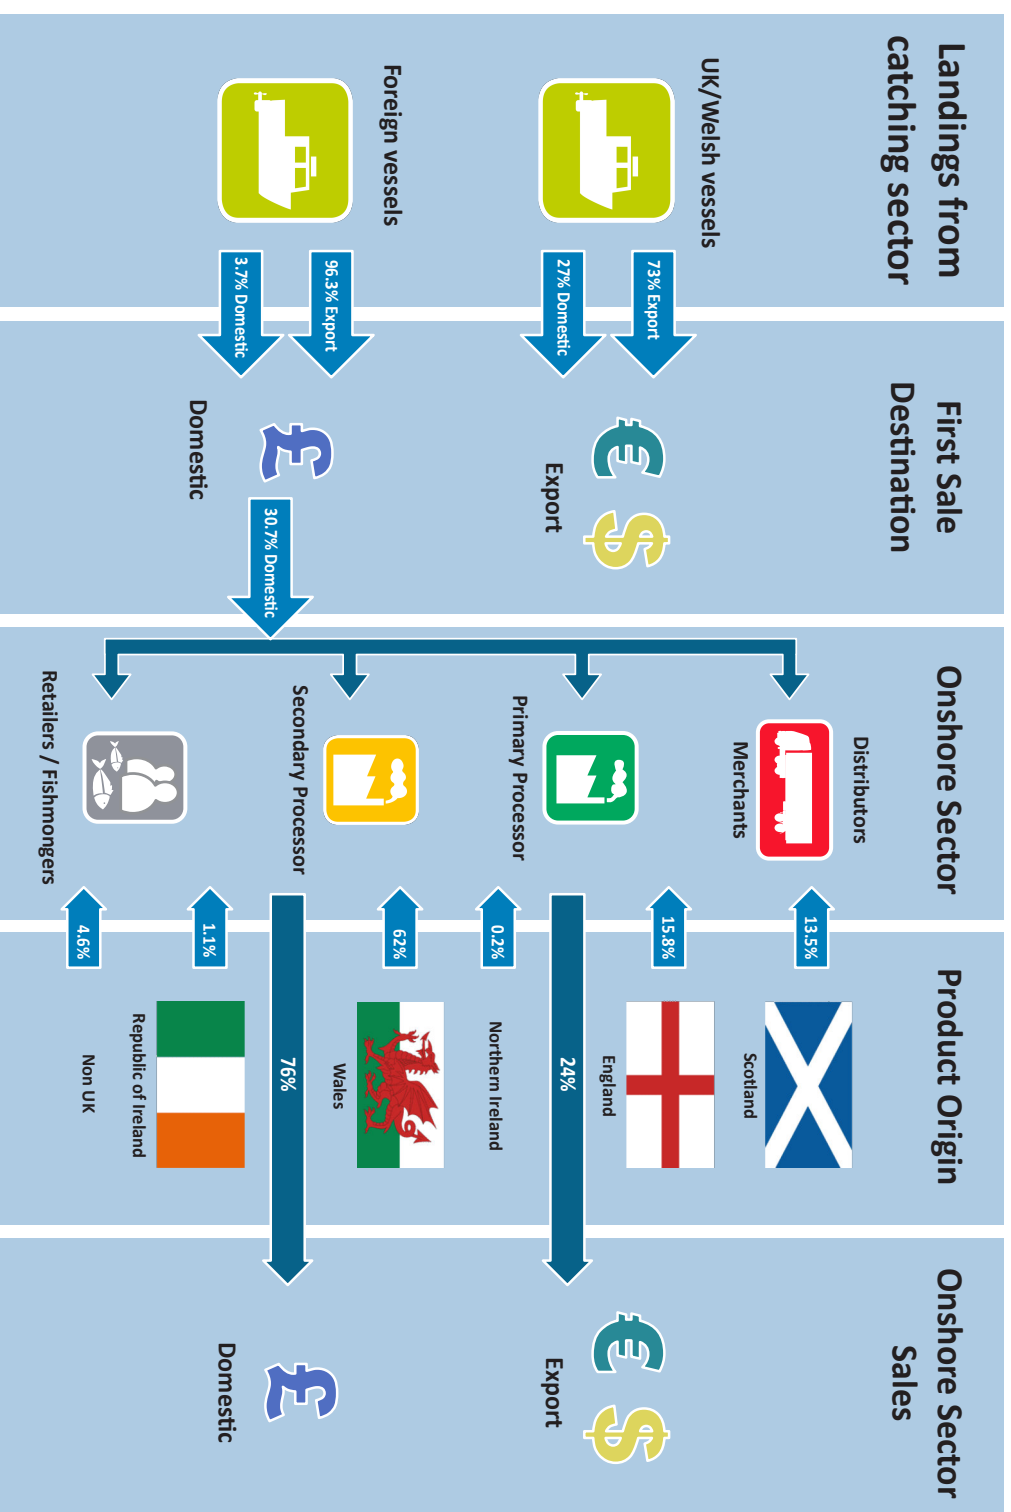 Landings from
catching sector
UK/Welsh vessels
73% Export
27% Domestic
Foreign vessels
96.3% Export
3.7% Domestic
First Sale
Destination
€ $
Export
£
Domestic
30.7% Domestic
Onshore Sector
Distributors
Merchants
Primary Processor
Secondary Processor
Retailers / Fishmongers
Product Origin
13.5%
Scotland
15.8%
England
24%
0.2%
Northern Ireland
62%
Wales
76%
1.1%
Republic of Ireland
4.6%
Non UK
Onshore Sector
Sales
€ $
Export
£
Domestic